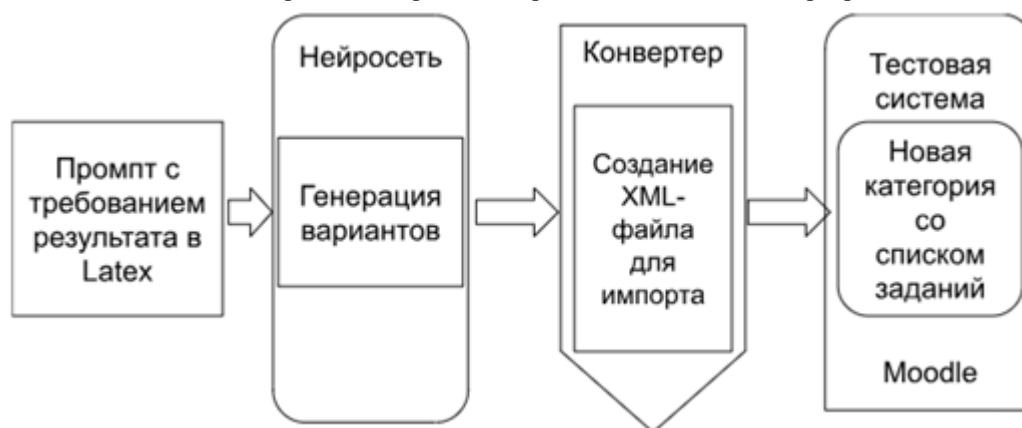 Промпт с
требованием
результата в
Latex
Нейросеть
Генерация
вариантов
Конвертер
Создание
XML-
файла
для
импорта
Тестовая
система
Новая
категория
со
списком
заданий
Moodle